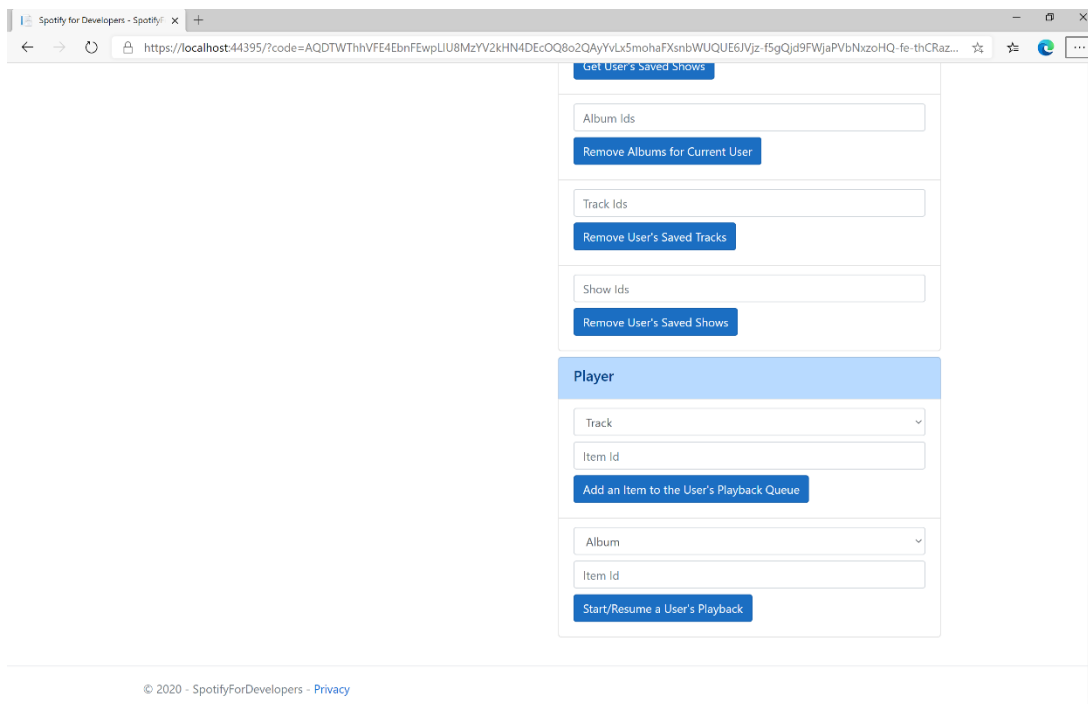 Spotify for Developers - Spotify
https://localhost:44395/?code=AQDTWThhVFE4EbnFEwpLlU8MzYV2kHN4DEcOQ8o2QAyYvLx5mohaFXsnbWUQUE6JVjz-f5gQjd9FWjaPVbNxzoHQ-fe-thCRaz...
Get User's Saved Shows
Album Ids
Remove Albums for Current User
Track Ids
Remove User's Saved Tracks
Show Ids
Remove User's Saved Shows
Player
Track
Item Id
Add an Item to the User's Playback Queue
Album
Item Id
Start/Resume a User's Playback
© 2020 - SpotifyForDevelopers - Privacy